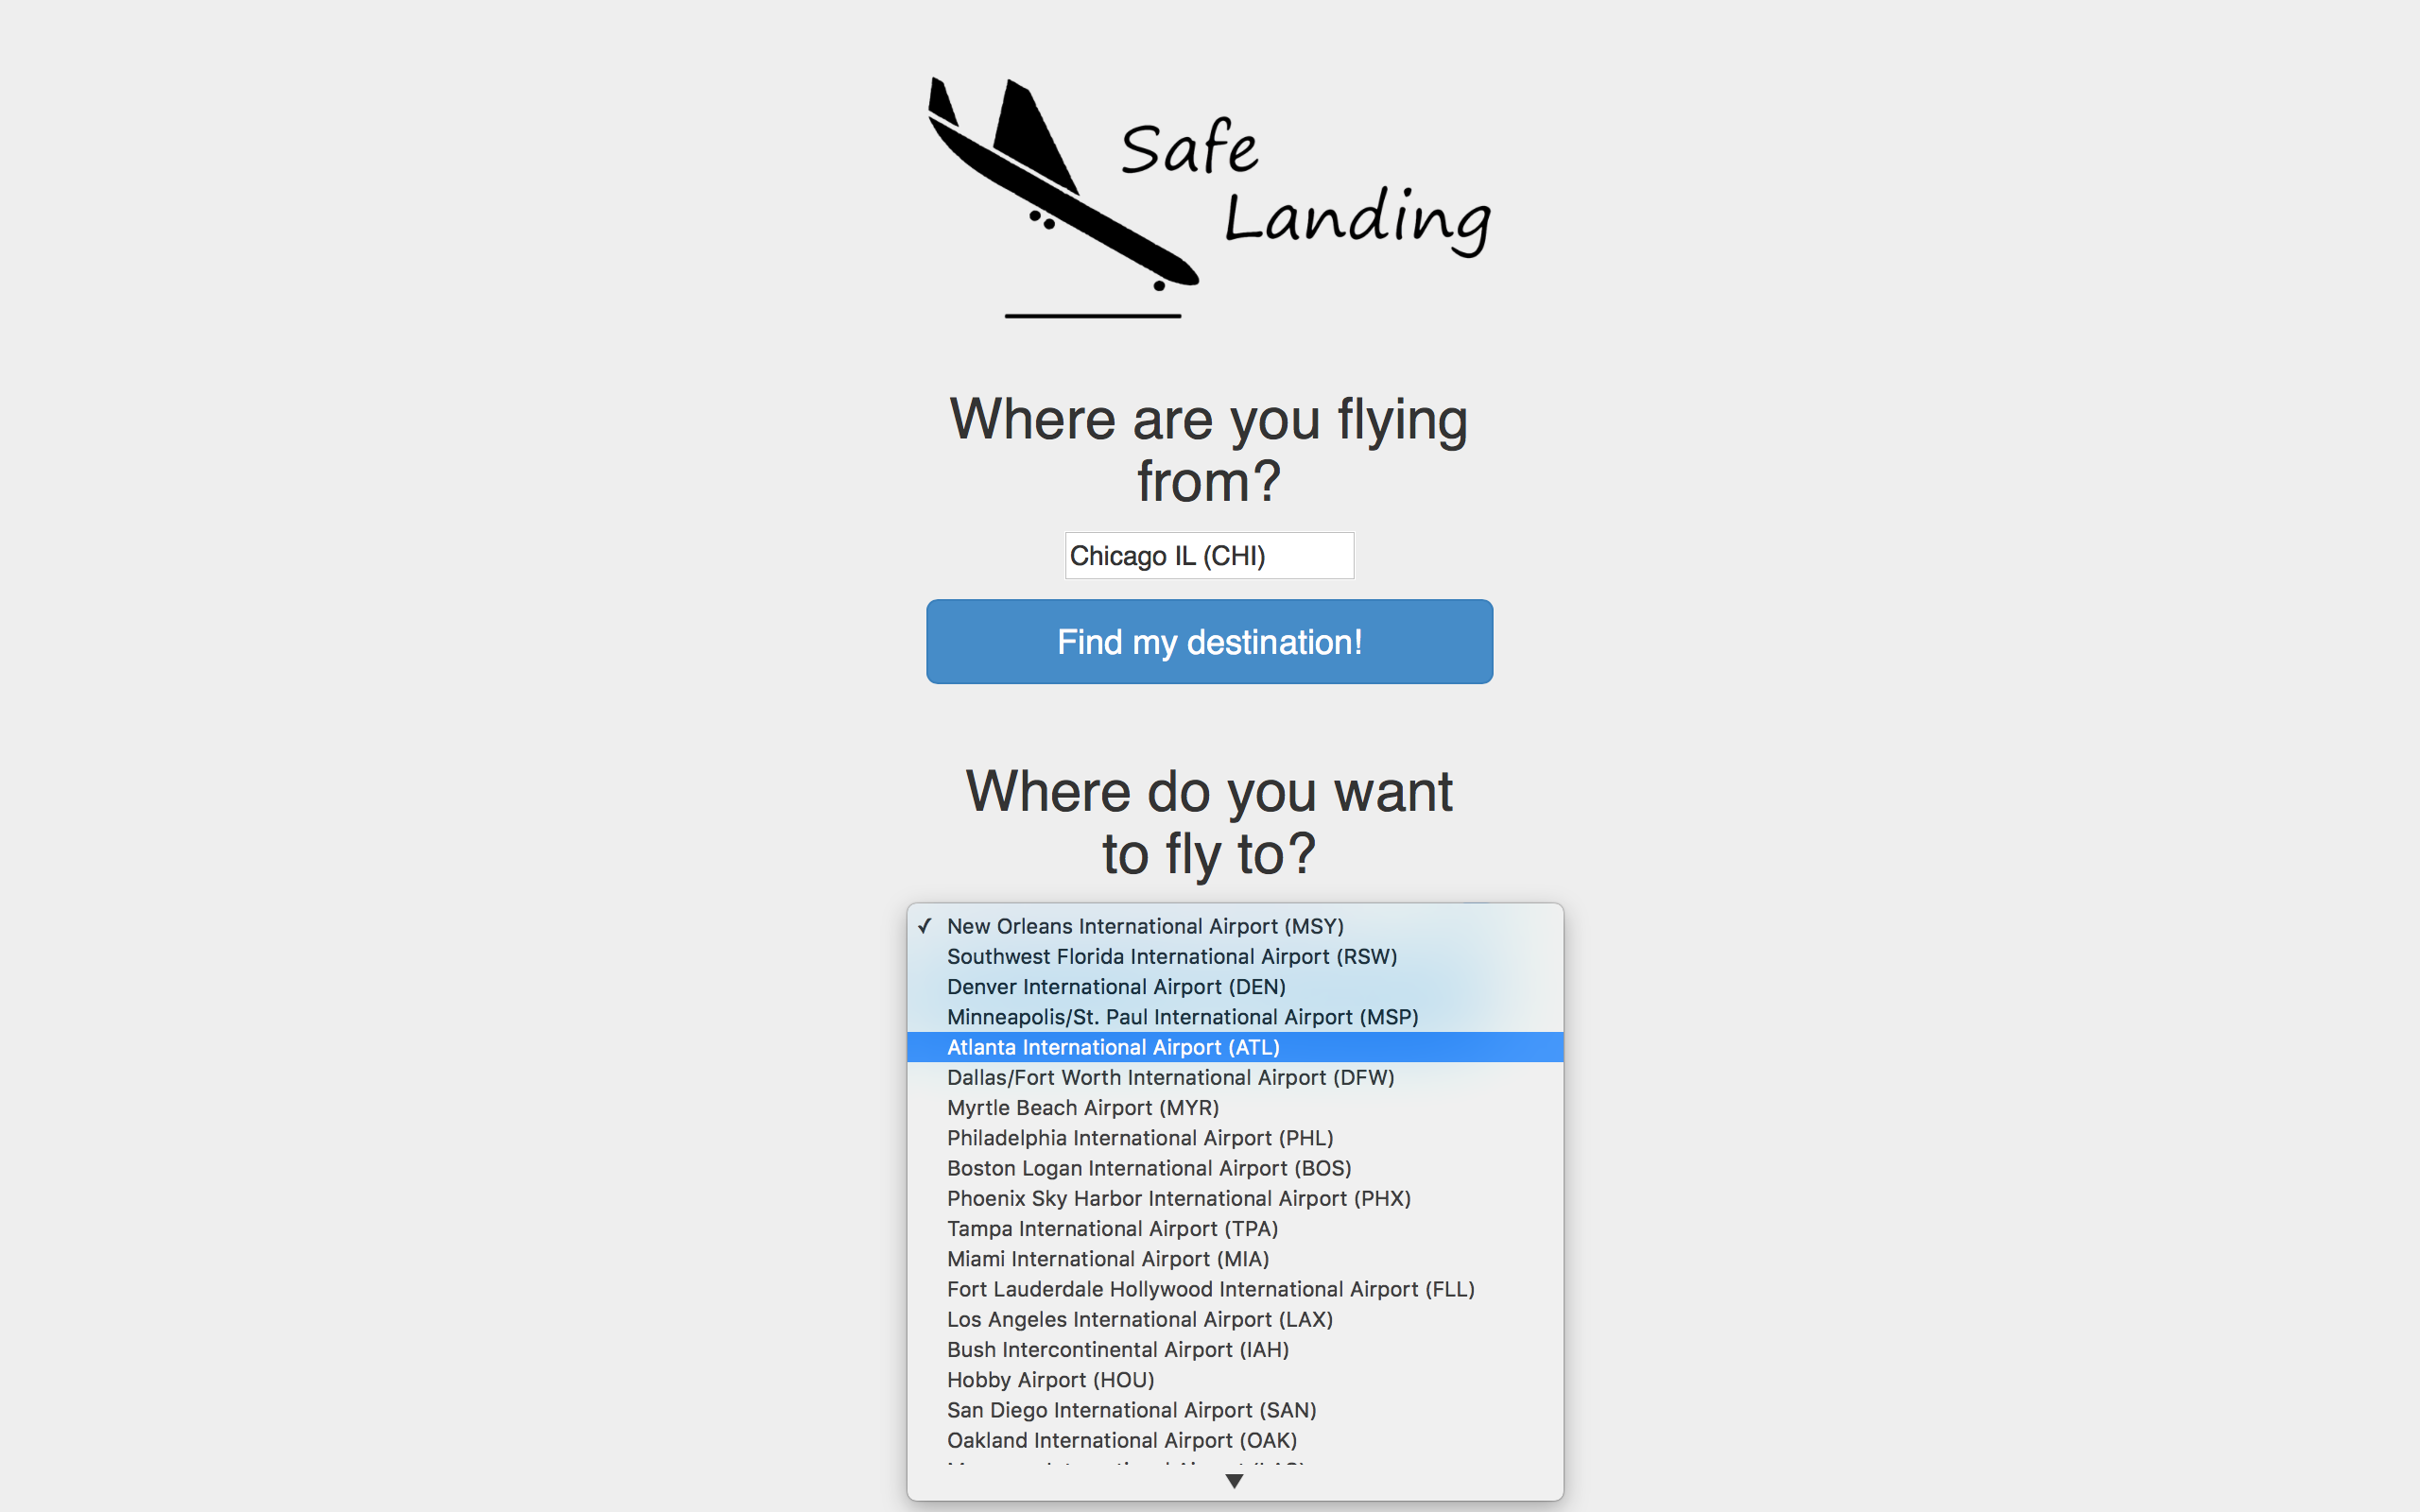 Safe
Landing
Where are you flying
from?
Chicago IL (CHI)
Find my destination!
Where do you want
to fly to?
✓ New Orleans International Airport (MSY)
Southwest Florida International Airport (RSW)
Denver International Airport (DEN)
Minneapolis/St. Paul International Airport (MSP)
Atlanta International Airport (ATL)
Dallas/Fort Worth International Airport (DFW)
Myrtle Beach Airport (MYR)
Philadelphia International Airport (PHL)
Boston Logan International Airport (BOS)
Phoenix Sky Harbor International Airport (PHX)
Tampa International Airport (TPA)
Miami International Airport (MIA)
Fort Lauderdale Hollywood International Airport (FLL)
Los Angeles International Airport (LAX)
Bush Intercontinental Airport (IAH)
Hobby Airport (HOU)
San Diego International Airport (SAN)
Oakland International Airport (OAK)